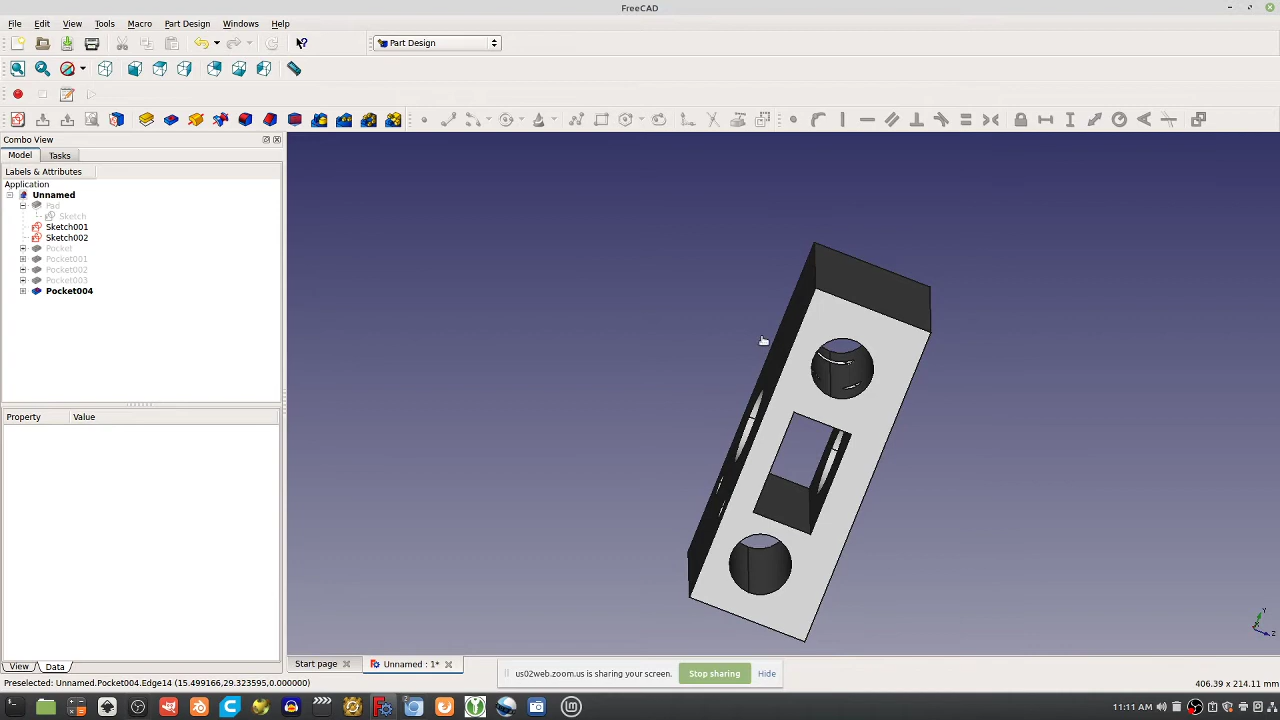 FreeCAD
File Edit View Tools Macro Part Design Windows Help
Part Design
Combo View
Model Tasks
Labels & Attributes
Application
Unnamed
Pad
Sketch
Sketch001
Sketch002
Pocket
Pocket001
Pocket002
Pocket003
Pocket004
Property Value
View Data
Start page
Unnamed : 1*
us02web.zoom.us is sharing your screen. Stop sharing Hide
Preselected: Unnamed.Pocket004.Edge14 (15.499166,29.323595,0.000000)
406.39 x 214.11 mm
11:11 AM
Y
Z